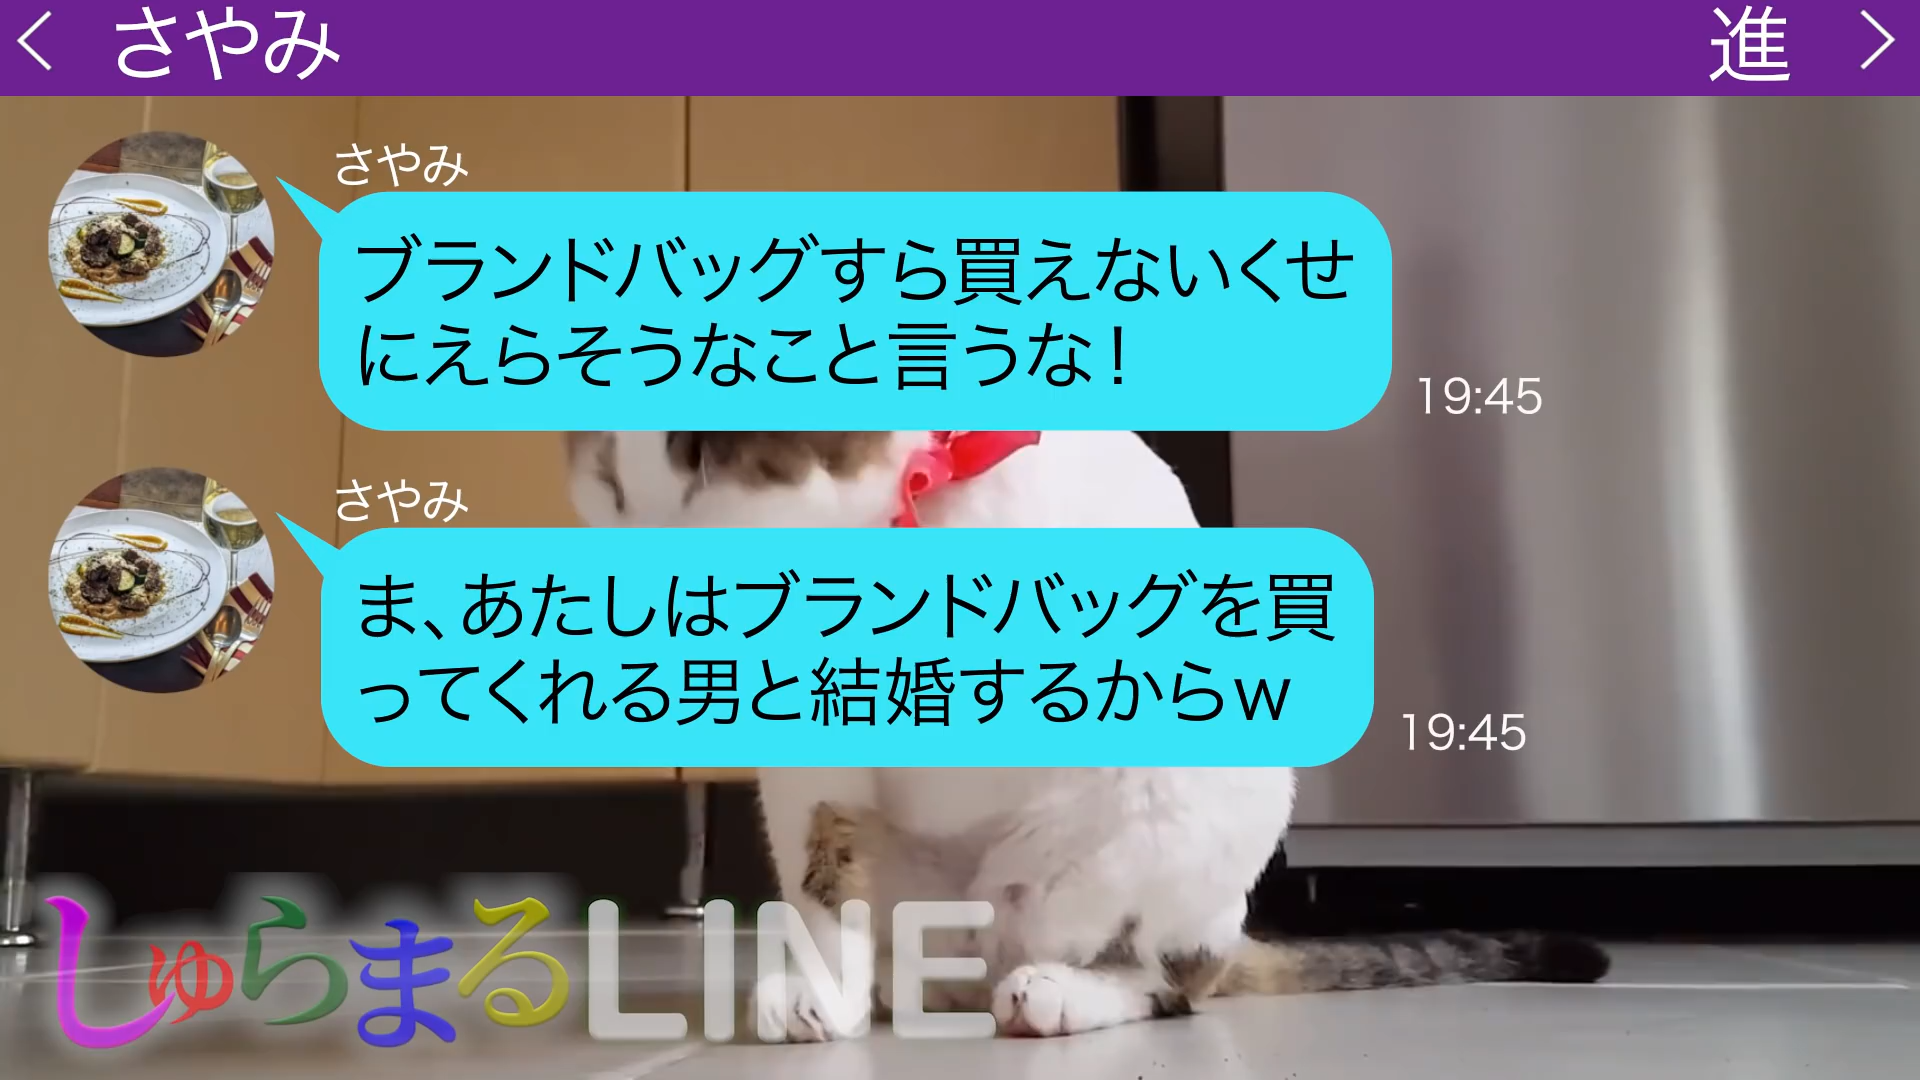 さやみ
進
さやみ
ブランドバッグすら買えないくせ
にえらそうなこと言うな！
19:45
さやみ
ま、あたしはブランドバッグを買
ってくれる男と結婚するからw
19:45
しゅらまるLINE